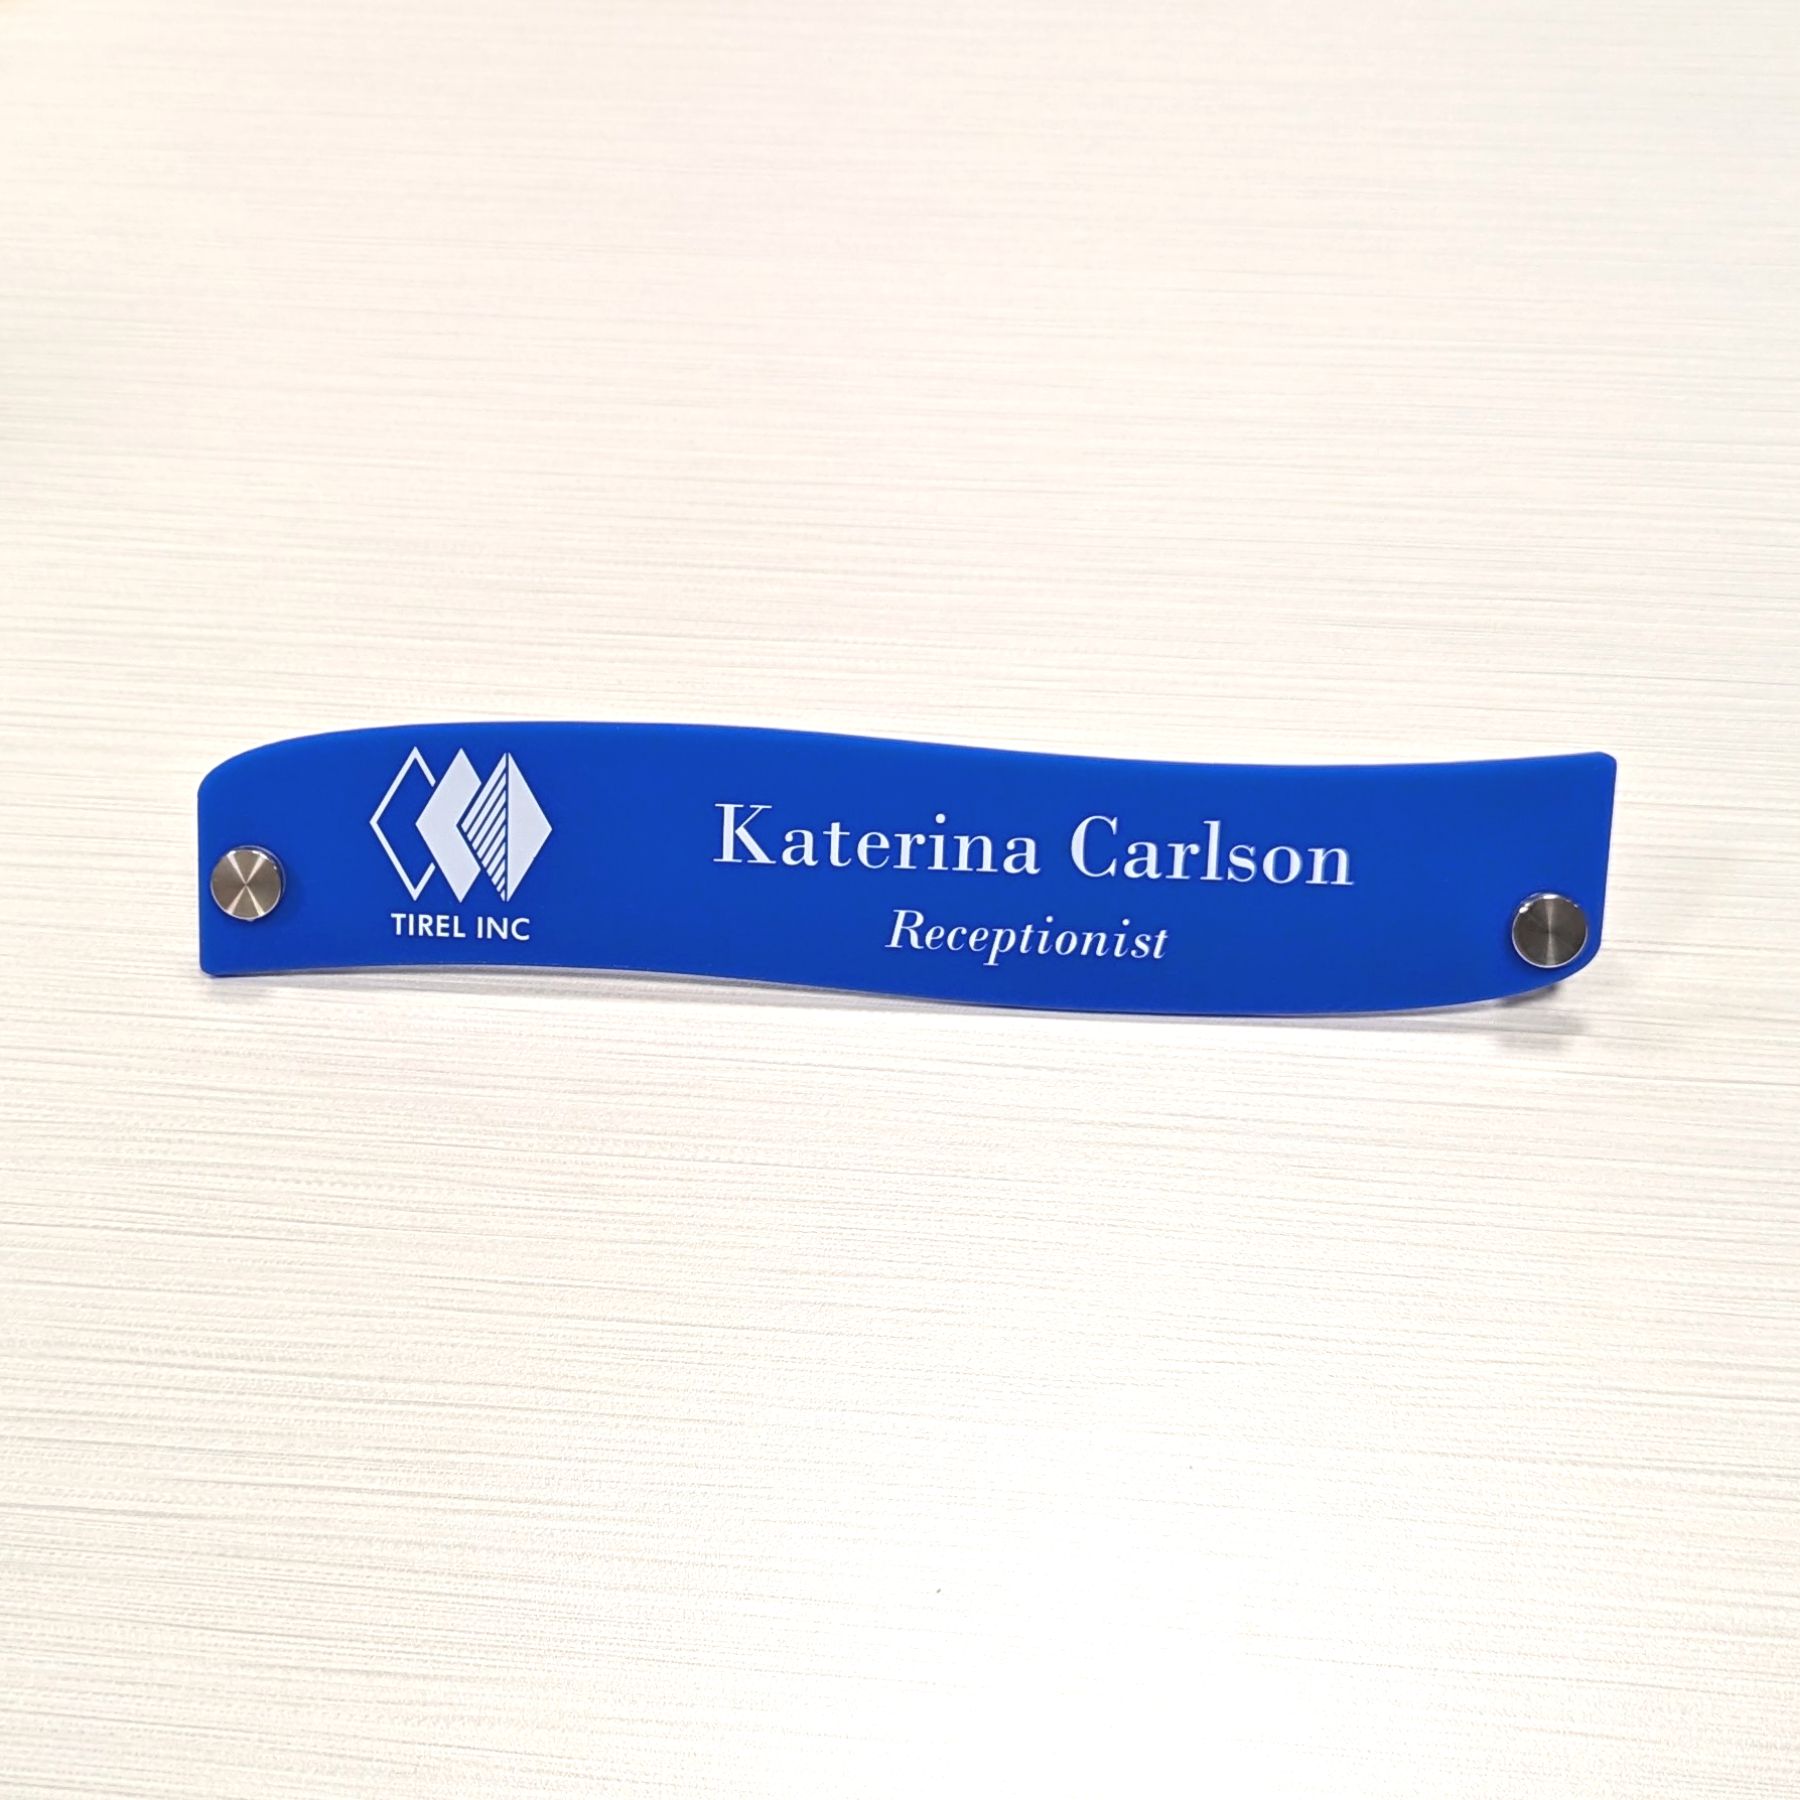 TIREL INC
Katerina Carlson
Receptionist